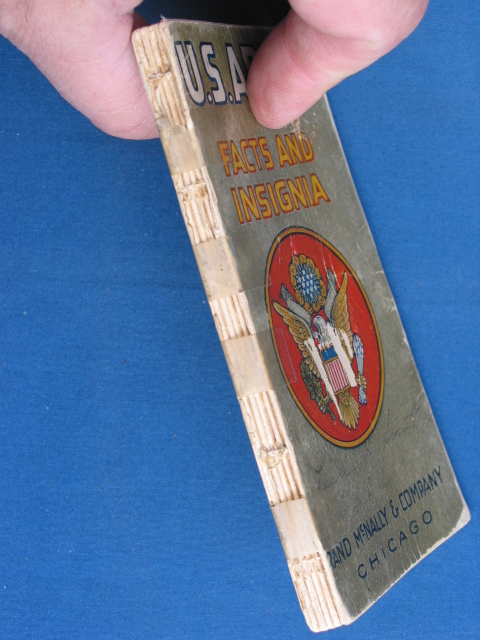 U.S.A
FACTS AND
INSIGNIA
RAND MCNALLY & COMPANY
CHICAGO